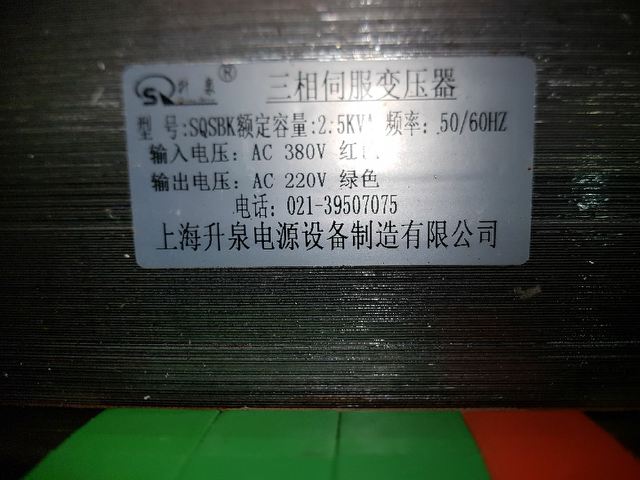 SQ 升泉®
三相伺服变压器
型 号:SQSBK额定容量:2.5KVA 频率: 50/60HZ
输入电压: AC 380V 红
输出电压: AC 220V 绿色
电话: 021-39507075
上海升泉电源设备制造有限公司